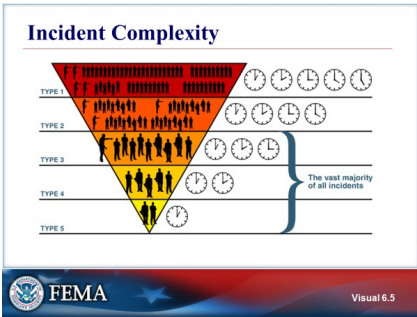 Incident Complexity
TYPE 1
TYPE 2
TYPE 3
TYPE 4
TYPE 5
The vast majority
of all incidents
FEMA
Visual 6.5